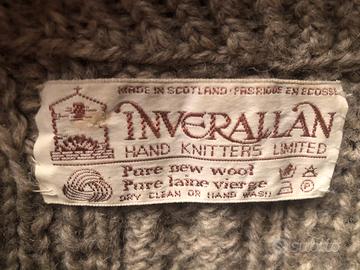 MADE IN SCOTLAND·FABRIQUE EN ECOSSE
INVERALLAN
HAND KNITTERS LIMITED
Pure new wool
Pure laine vierge
DRY CLEAN OR HAND WASH
P
subito